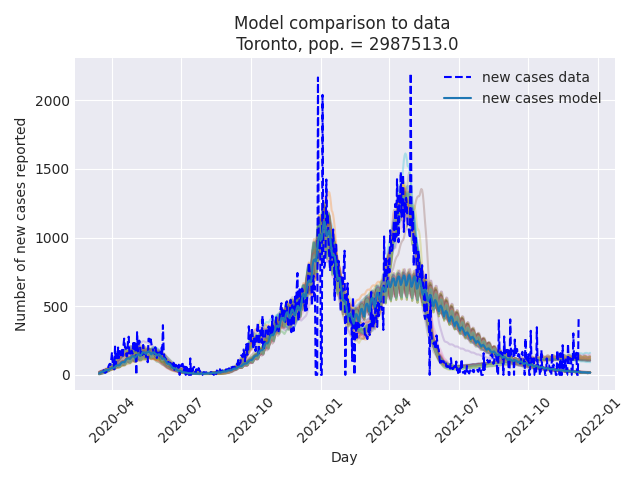 Model comparison to data
Toronto, pop. = 2987513.0
new cases data
new cases model
Number of new cases reported
2000
1500
1000
500
0
2020-04
2020-07
2020-10
2021-01
2021-04
2021-07
2021-10
2022-01
Day